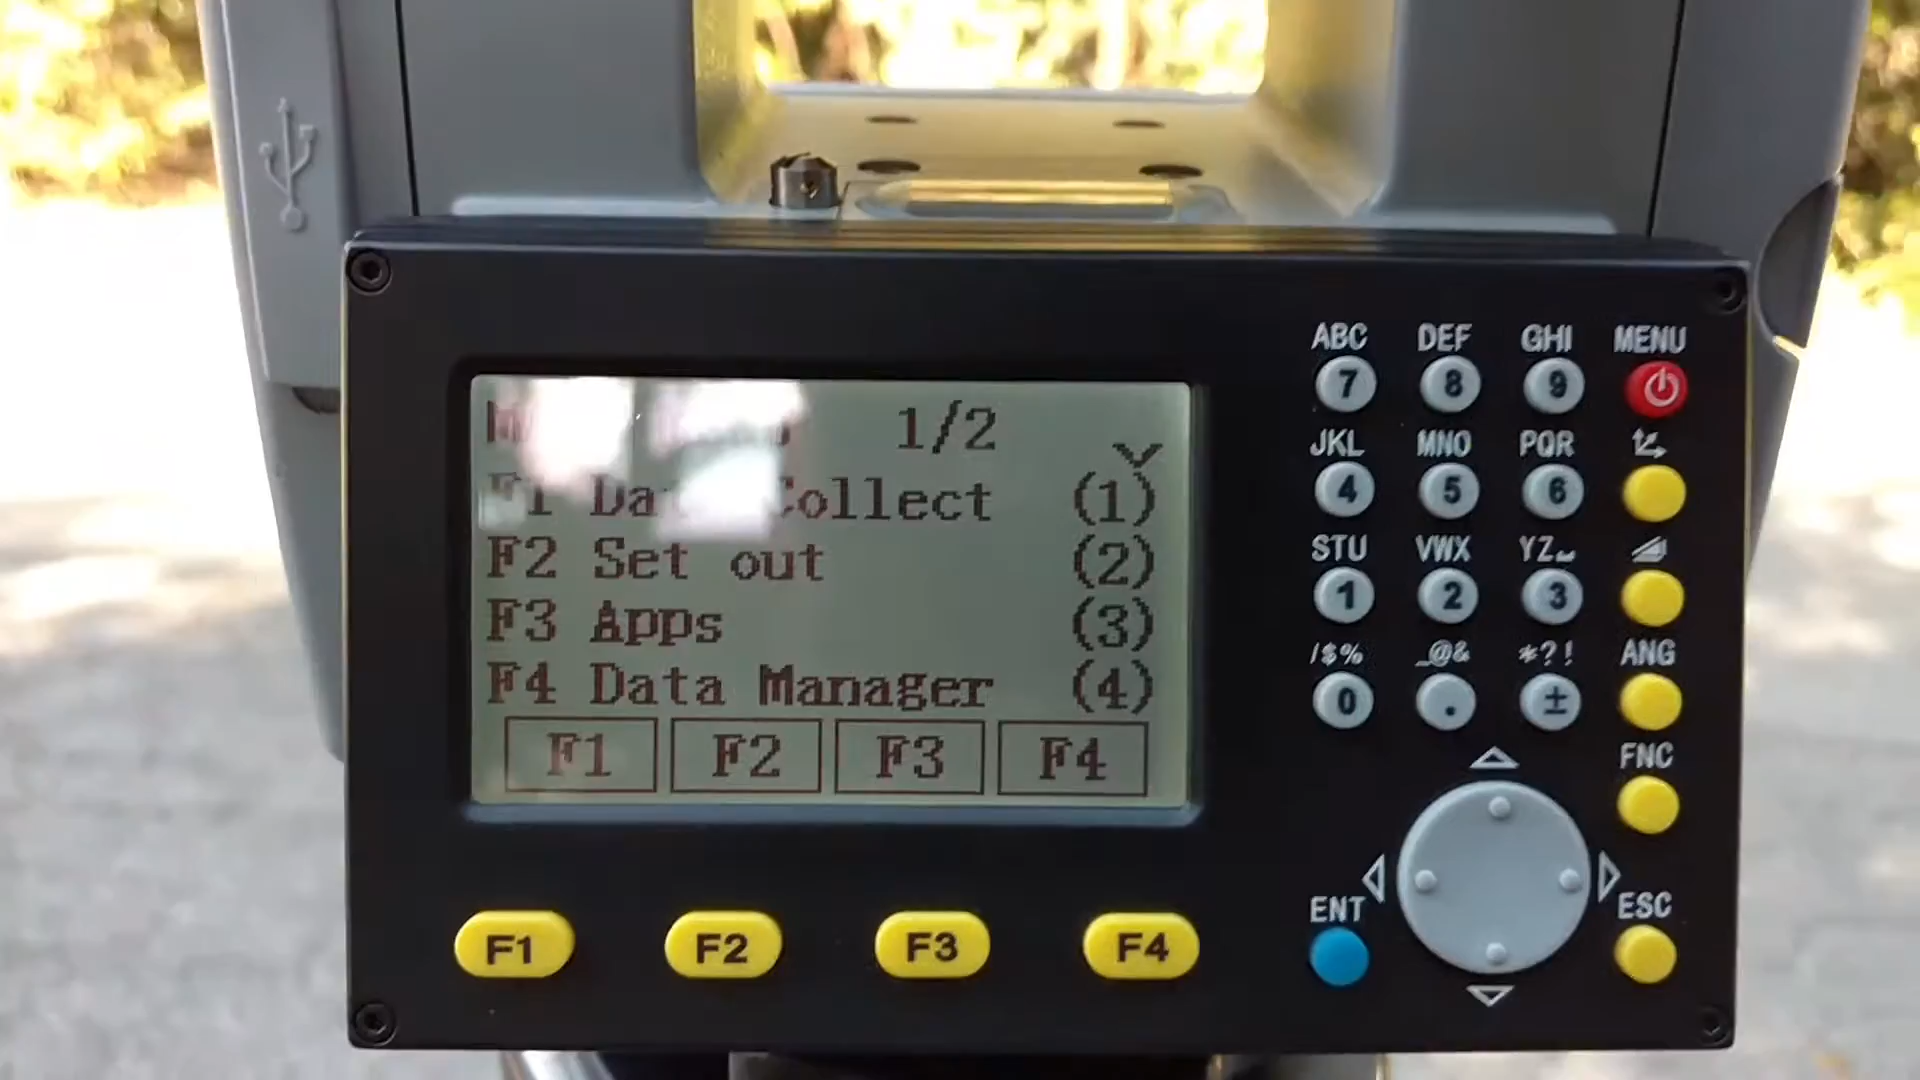 1/2
F1 Collect (1)
F2 Set out (2)
F3 Apps (3)
F4 Data Manager (4)
F1 F2 F3 F4
F1 F2 F3 F4
ABC DEF GHI MENU
7 8 9
JKL MNO PQR
4 5 6
STU VWX YZ⎵
1 2 3
/$% _@& *?! ANG
0 . ±
FNC
ENT ESC